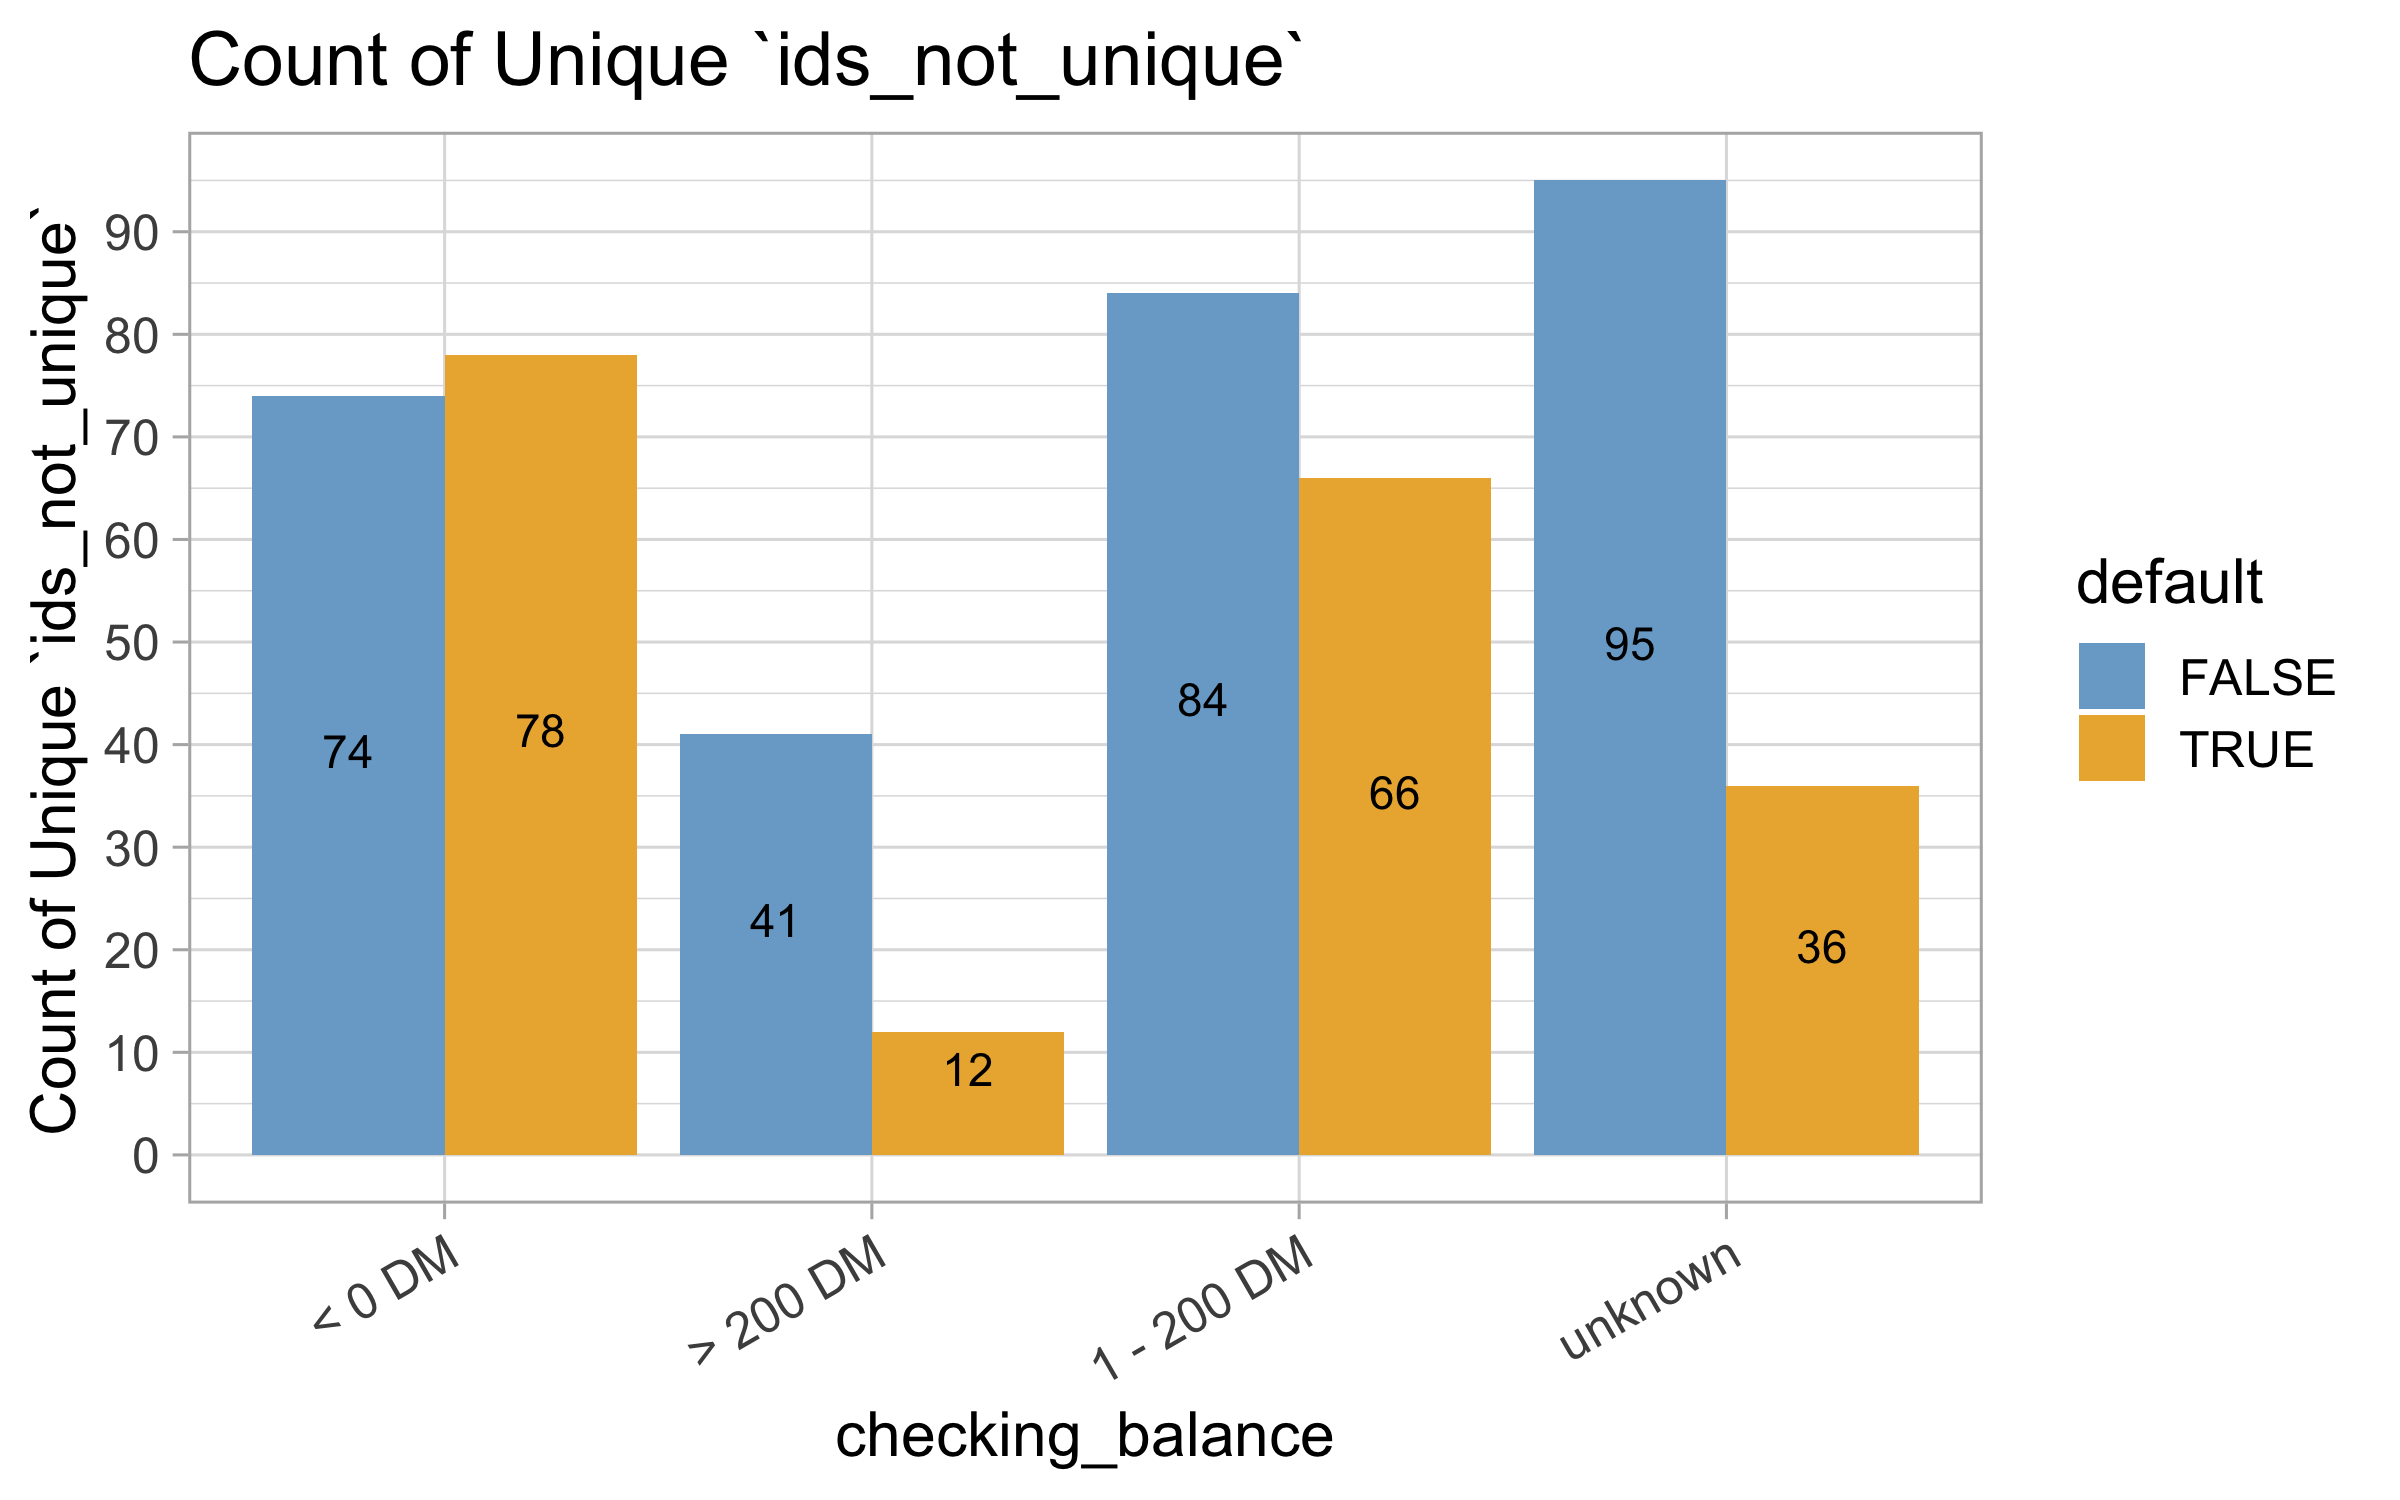 Count of Unique `ids_not_unique`
Count of Unique `ids_not_unique`
90
80
70
60
50
40
30
20
10
0
74
78
41
12
84
66
95
36
< 0 DM
> 200 DM
1 - 200 DM
unknown
checking_balance
default
FALSE
TRUE